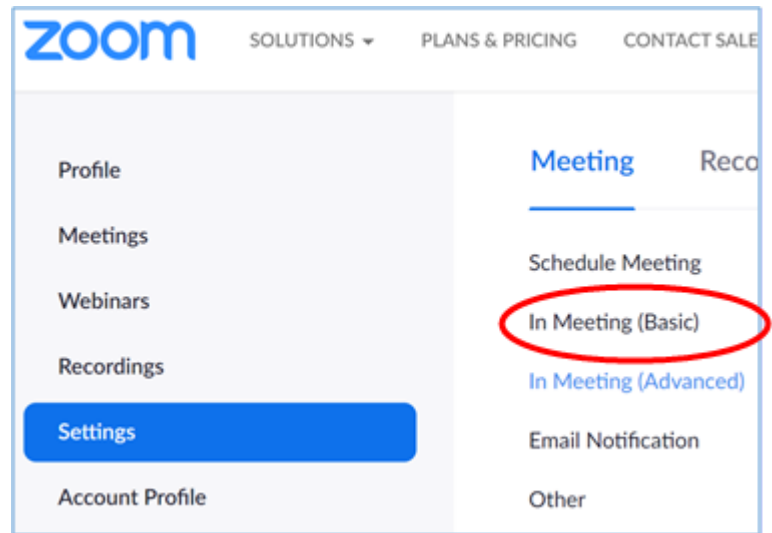 zoom SOLUTIONS PLANS & PRICING CONTACT SALE
Profile
Meetings
Webinars
Recordings
Settings
Account Profile
Meeting Reco
Schedule Meeting
In Meeting (Basic)
In Meeting (Advanced)
Email Notification
Other